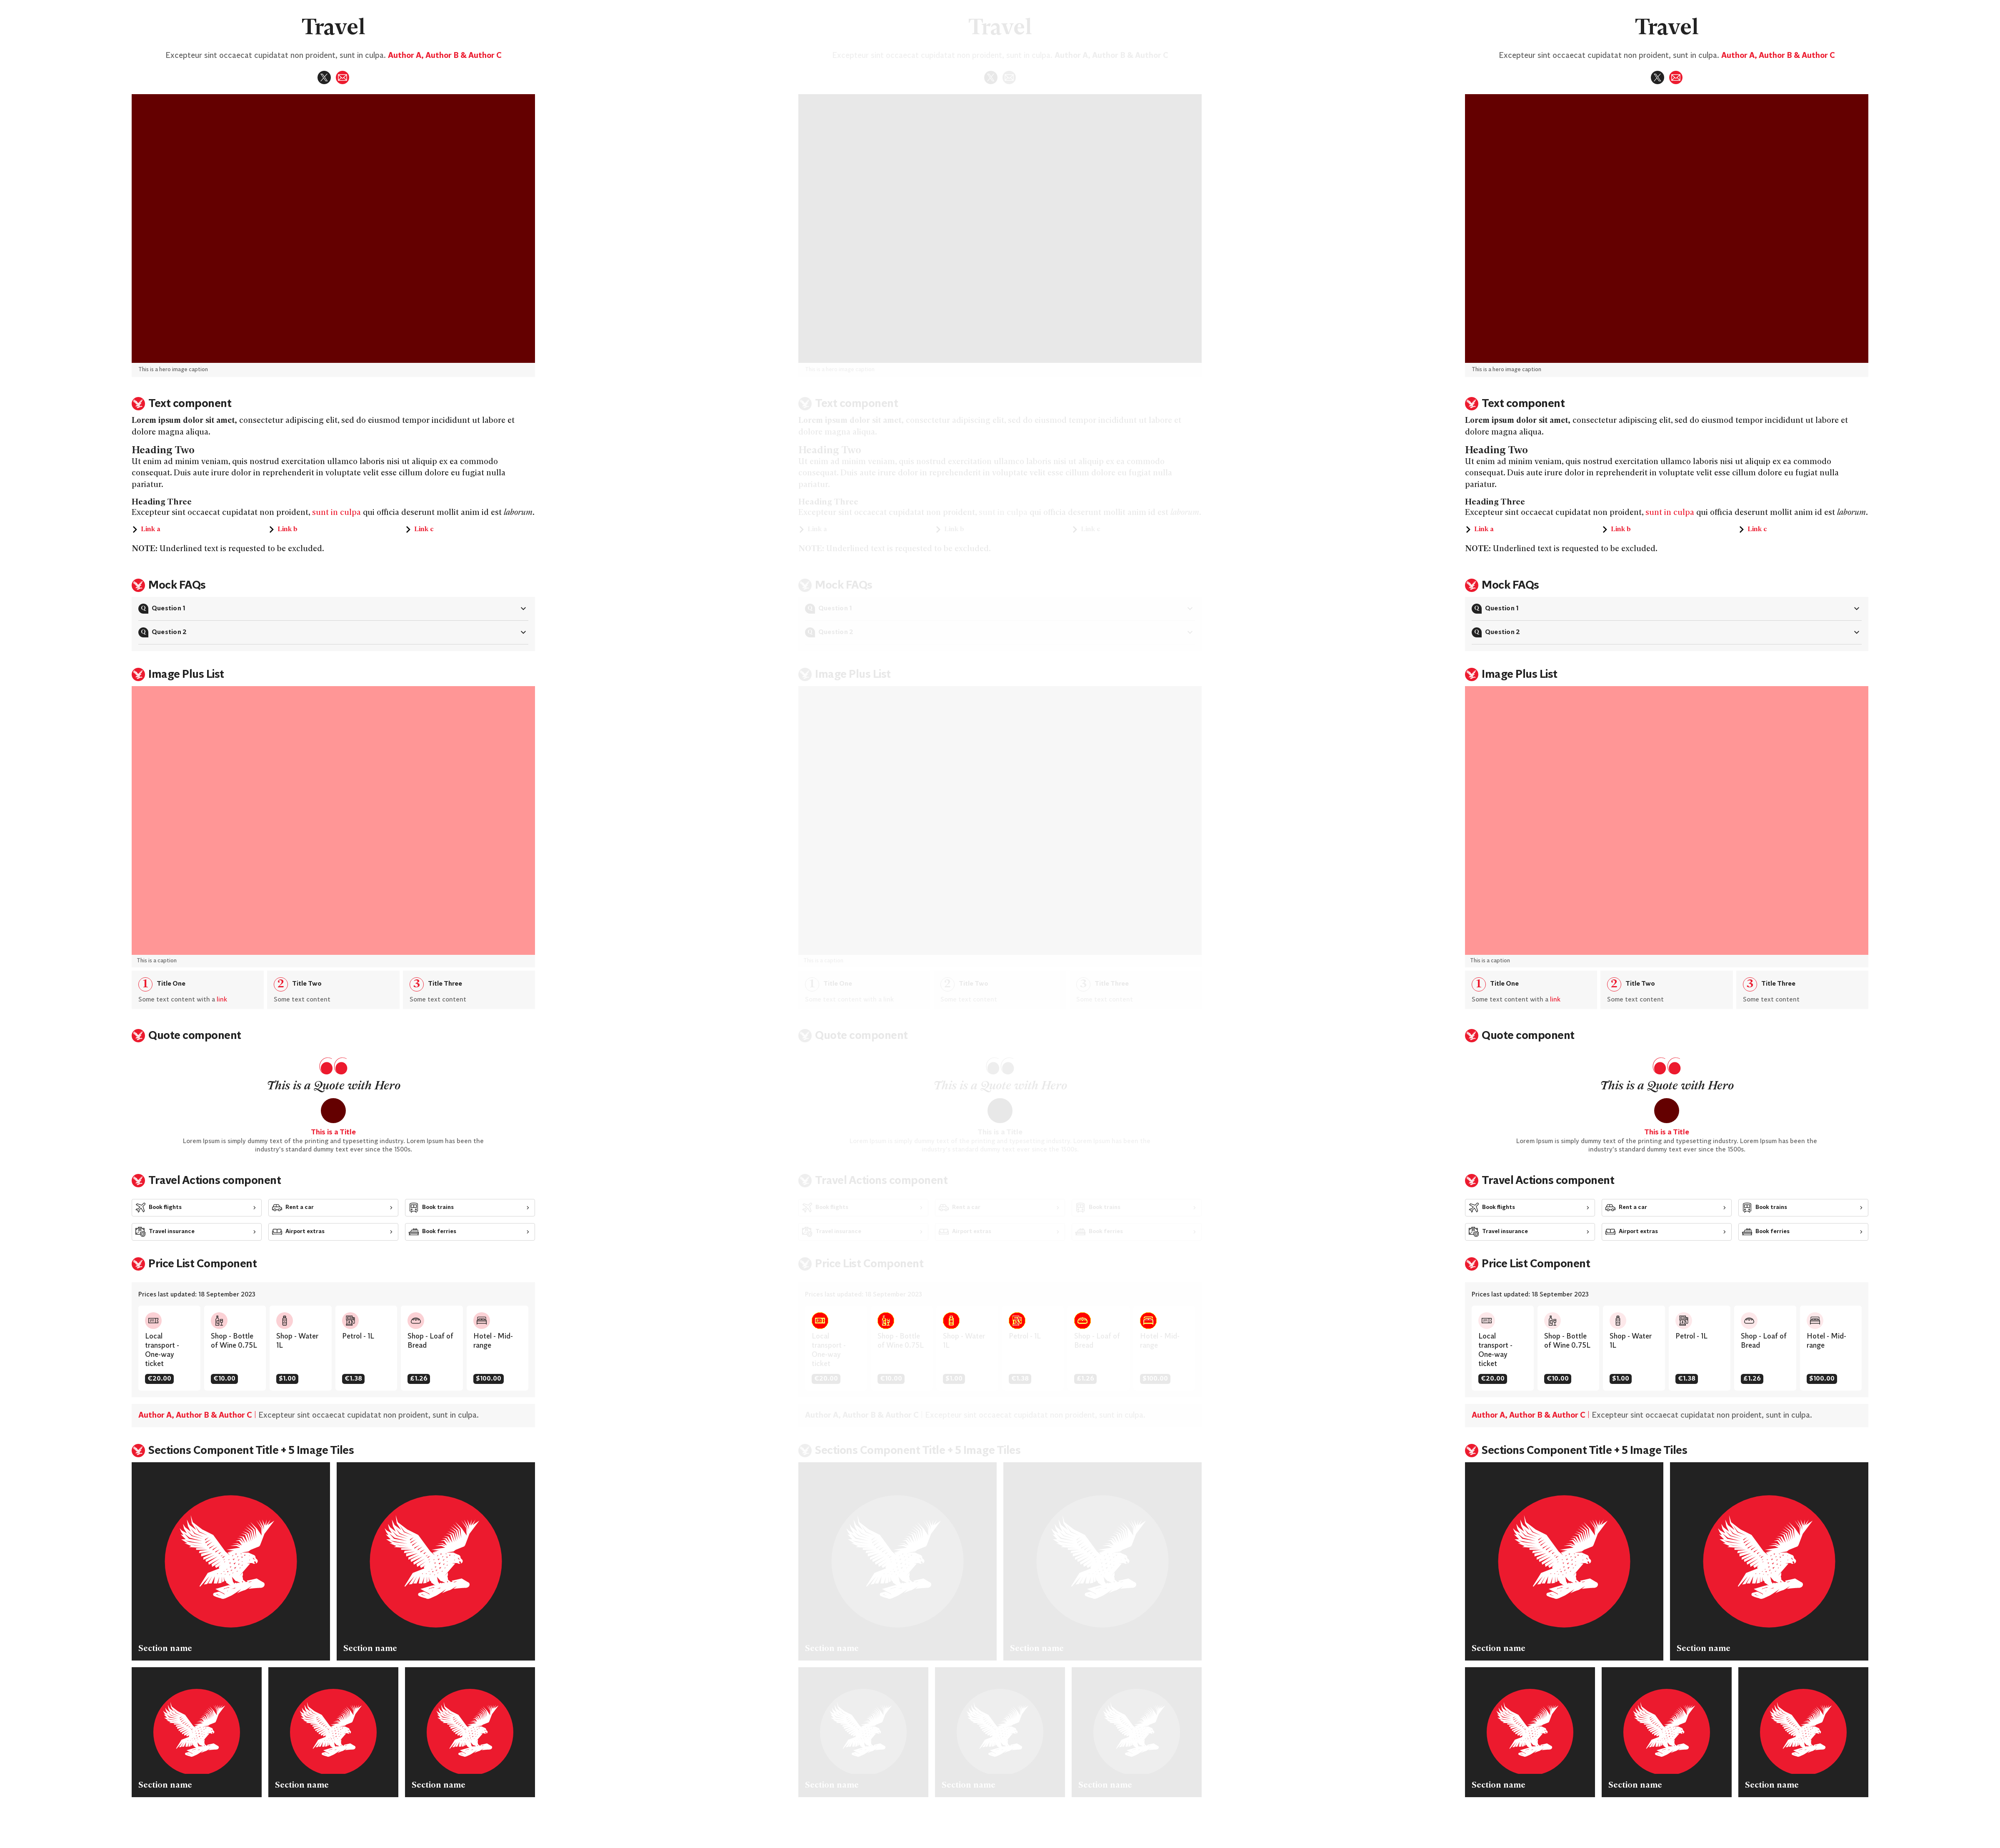 Travel
Excepteur sint occaecat cupidatat non proident, sunt in culpa. Author A, Author B & Author C
This is a hero image caption
Text component
Lorem ipsum dolor sit amet, consectetur adipiscing elit, sed do eiusmod tempor incididunt ut labore et
dolore magna aliqua.
Heading Two
Ut enim ad minim veniam, quis nostrud exercitation ullamco laboris nisi ut aliquip ex ea commodo
consequat. Duis aute irure dolor in reprehenderit in voluptate velit esse cillum dolore eu fugiat nulla
pariatur.
Heading Three
Excepteur sint occaecat cupidatat non proident, sunt in culpa qui officia deserunt mollit anim id est laborum.
Link a Link b Link c
NOTE: Underlined text is requested to be excluded.
Mock FAQs
Q Question 1
Q Question 2
Image Plus List
This is a caption
1 Title One 2 Title Two 3 Title Three
Some text content with a link Some text content Some text content
Quote component
This is a Quote with Hero
This is a Title
Lorem Ipsum is simply dummy text of the printing and typesetting industry. Lorem Ipsum has been the
industry's standard dummy text ever since the 1500s.
Travel Actions component
Book flights Rent a car Book trains
Travel insurance Airport extras Book ferries
Price List Component
Prices last updated: 18 September 2023
Local
transport -
One-way
ticket
€20.00
Shop - Bottle
of Wine 0.75L
€10.00
Shop - Water
1L
$1.00
Petrol - 1L
€1.38
Shop - Loaf of
Bread
£1.26
Hotel - Mid-
range
$100.00
Author A, Author B & Author C | Excepteur sint occaecat cupidatat non proident, sunt in culpa.
Sections Component Title + 5 Image Tiles
Section name Section name
Section name Section name Section name
Travel
Excepteur sint occaecat cupidatat non proident, sunt in culpa. Author A, Author B & Author C
This is a hero image caption
Text component
Lorem ipsum dolor sit amet, consectetur adipiscing elit, sed do eiusmod tempor incididunt ut labore et
dolore magna aliqua.
Heading Two
Ut enim ad minim veniam, quis nostrud exercitation ullamco laboris nisi ut aliquip ex ea commodo
consequat. Duis aute irure dolor in reprehenderit in voluptate velit esse cillum dolore eu fugiat nulla
pariatur.
Heading Three
Excepteur sint occaecat cupidatat non proident, sunt in culpa qui officia deserunt mollit anim id est laborum.
Link a Link b Link c
NOTE: Underlined text is requested to be excluded.
Mock FAQs
Question 1
Question 2
Image Plus List
This is a caption
1 Title One 2 Title Two 3 Title Three
Some text content with a link Some text content Some text content
Quote component
This is a Quote with Hero
This is a Title
Lorem Ipsum is simply dummy text of the printing and typesetting industry. Lorem Ipsum has been the
industry's standard dummy text ever since the 1500s.
Travel Actions component
Book flights Rent a car Book trains
Travel insurance Airport extras Book ferries
Price List Component
Prices last updated: 18 September 2023
Local
transport -
One-way
ticket
€20.00
Shop - Bottle
of Wine 0.75L
€10.00
Shop - Water
1L
$1.00
Petrol - 1L
€1.38
Shop - Loaf of
Bread
£1.26
Hotel - Mid-
range
$100.00
Author A, Author B & Author C | Excepteur sint occaecat cupidatat non proident, sunt in culpa.
Sections Component Title + 5 Image Tiles
Section name Section name
Section name Section name Section name
Travel
Excepteur sint occaecat cupidatat non proident, sunt in culpa. Author A, Author B & Author C
This is a hero image caption
Text component
Lorem ipsum dolor sit amet, consectetur adipiscing elit, sed do eiusmod tempor incididunt ut labore et
dolore magna aliqua.
Heading Two
Ut enim ad minim veniam, quis nostrud exercitation ullamco laboris nisi ut aliquip ex ea commodo
consequat. Duis aute irure dolor in reprehenderit in voluptate velit esse cillum dolore eu fugiat nulla
pariatur.
Heading Three
Excepteur sint occaecat cupidatat non proident, sunt in culpa qui officia deserunt mollit anim id est laborum.
Link a Link b Link c
NOTE: Underlined text is requested to be excluded.
Mock FAQs
Q Question 1
Q Question 2
Image Plus List
This is a caption
1 Title One 2 Title Two 3 Title Three
Some text content with a link Some text content Some text content
Quote component
This is a Quote with Hero
This is a Title
Lorem Ipsum is simply dummy text of the printing and typesetting industry. Lorem Ipsum has been the
industry's standard dummy text ever since the 1500s.
Travel Actions component
Book flights Rent a car Book trains
Travel insurance Airport extras Book ferries
Price List Component
Prices last updated: 18 September 2023
Local
transport -
One-way
ticket
€20.00
Shop - Bottle
of Wine 0.75L
€10.00
Shop - Water
1L
$1.00
Petrol - 1L
€1.38
Shop - Loaf of
Bread
£1.26
Hotel - Mid-
range
$100.00
Author A, Author B & Author C | Excepteur sint occaecat cupidatat non proident, sunt in culpa.
Sections Component Title + 5 Image Tiles
Section name Section name
Section name Section name Section name